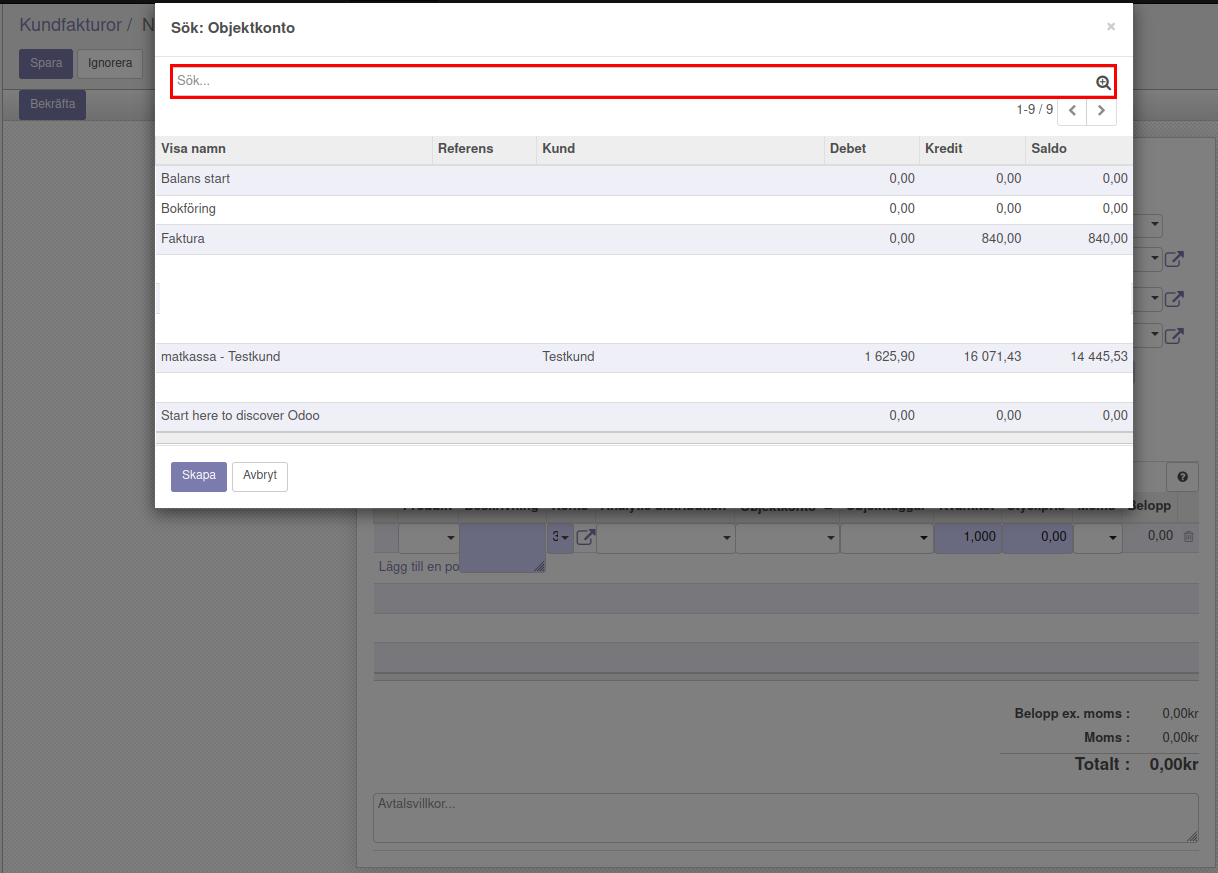 Kundfakturor / N
Sök: Objektkonto
×
Spara
Ignorera
Sök...
Bekräfta
1-9 / 9
Visa namn Referens Kund Debet Kredit Saldo
Balans start 0,00 0,00 0,00
Bokföring 0,00 0,00 0,00
Faktura 0,00 840,00 840,00
matkassa - Testkund Testkund 1 625,90 16 071,43 14 445,53
Start here to discover Odoo 0,00 0,00 0,00
Skapa
Avbryt
Belopp
3 1,000 0,00 0,00
Lägg till en po
Belopp ex. moms : 0,00kr
Moms : 0,00kr
Totalt : 0,00kr
Avtalsvillkor...